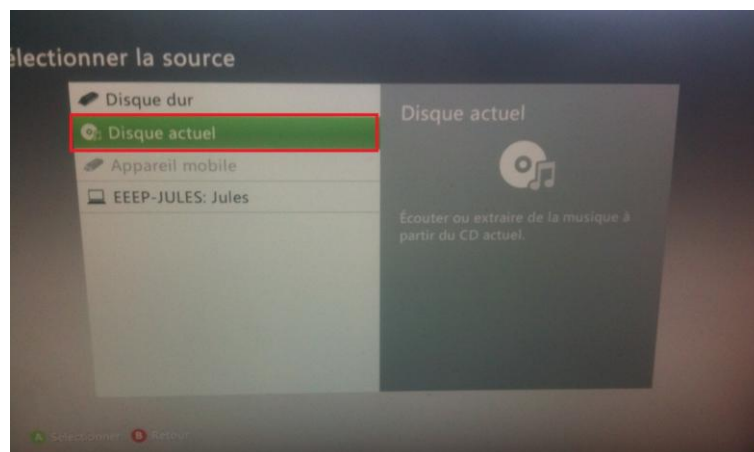 électionner la source
Disque dur
Disque actuel
Appareil mobile
EEEP-JULES: Jules
Disque actuel
Écouter ou extraire de la musique à
partir du CD actuel.
A Sélectionner B Retour